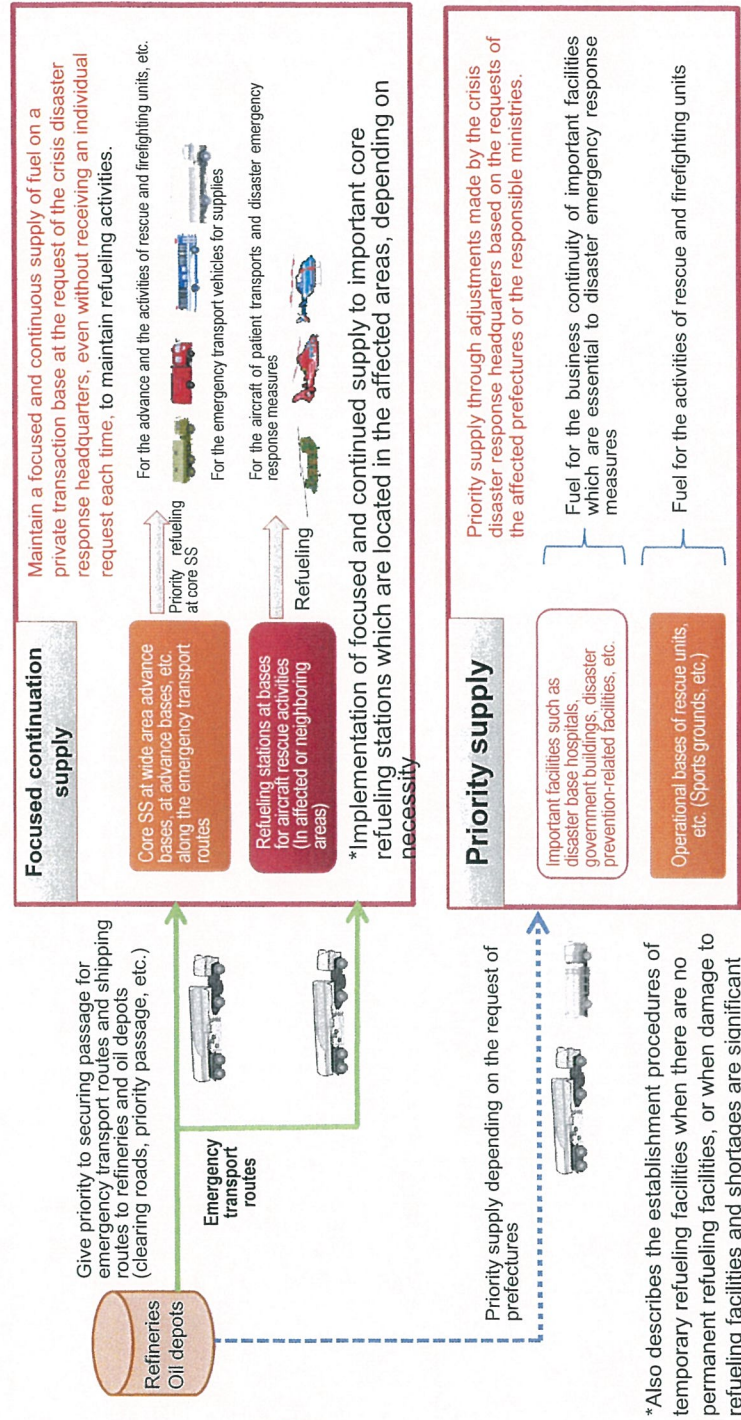 Refineries
Oil depots
Give priority to securing passage for
emergency transport routes and shipping
routes to refineries and oil depots
(clearing roads, priority passage, etc.)
Emergency
transport
routes
Priority supply depending on the request of
prefectures
*Also describes the establishment procedures of
temporary refueling facilities when there are no
permanent refueling facilities, or when damage to
refueling facilities and shortages are significant
Focused continuation
supply
Maintain a focused and continuous supply of fuel on a
private transaction base at the request of the crisis disaster
response headquarters, even without receiving an individual
request each time, to maintain refueling activities.
Core SS at wide area advance
bases, at advance bases, etc.
along the emergency transport
routes
Priority refueling
at core SS
For the advance and the activities of rescue and firefighting units, etc.
For the emergency transport vehicles for supplies
Refueling stations at bases
for aircraft rescue activities
(In affected or neighboring
areas)
Refueling
For the aircraft of patient transports and disaster emergency
response measures
*Implementation of focused and continued supply to important core
refueling stations which are located in the affected areas, depending on
necessity
Priority supply
Priority supply through adjustments made by the crisis
disaster response headquarters based on the requests of
the affected prefectures or the responsible ministries.
Important facilities such as
disaster base hospitals,
government buildings, disaster
prevention-related facilities, etc.
Fuel for the business continuity of important facilities
which are essential to disaster emergency response
measures
Operational bases of rescue units,
etc. (Sports grounds, etc.)
Fuel for the activities of rescue and firefighting units